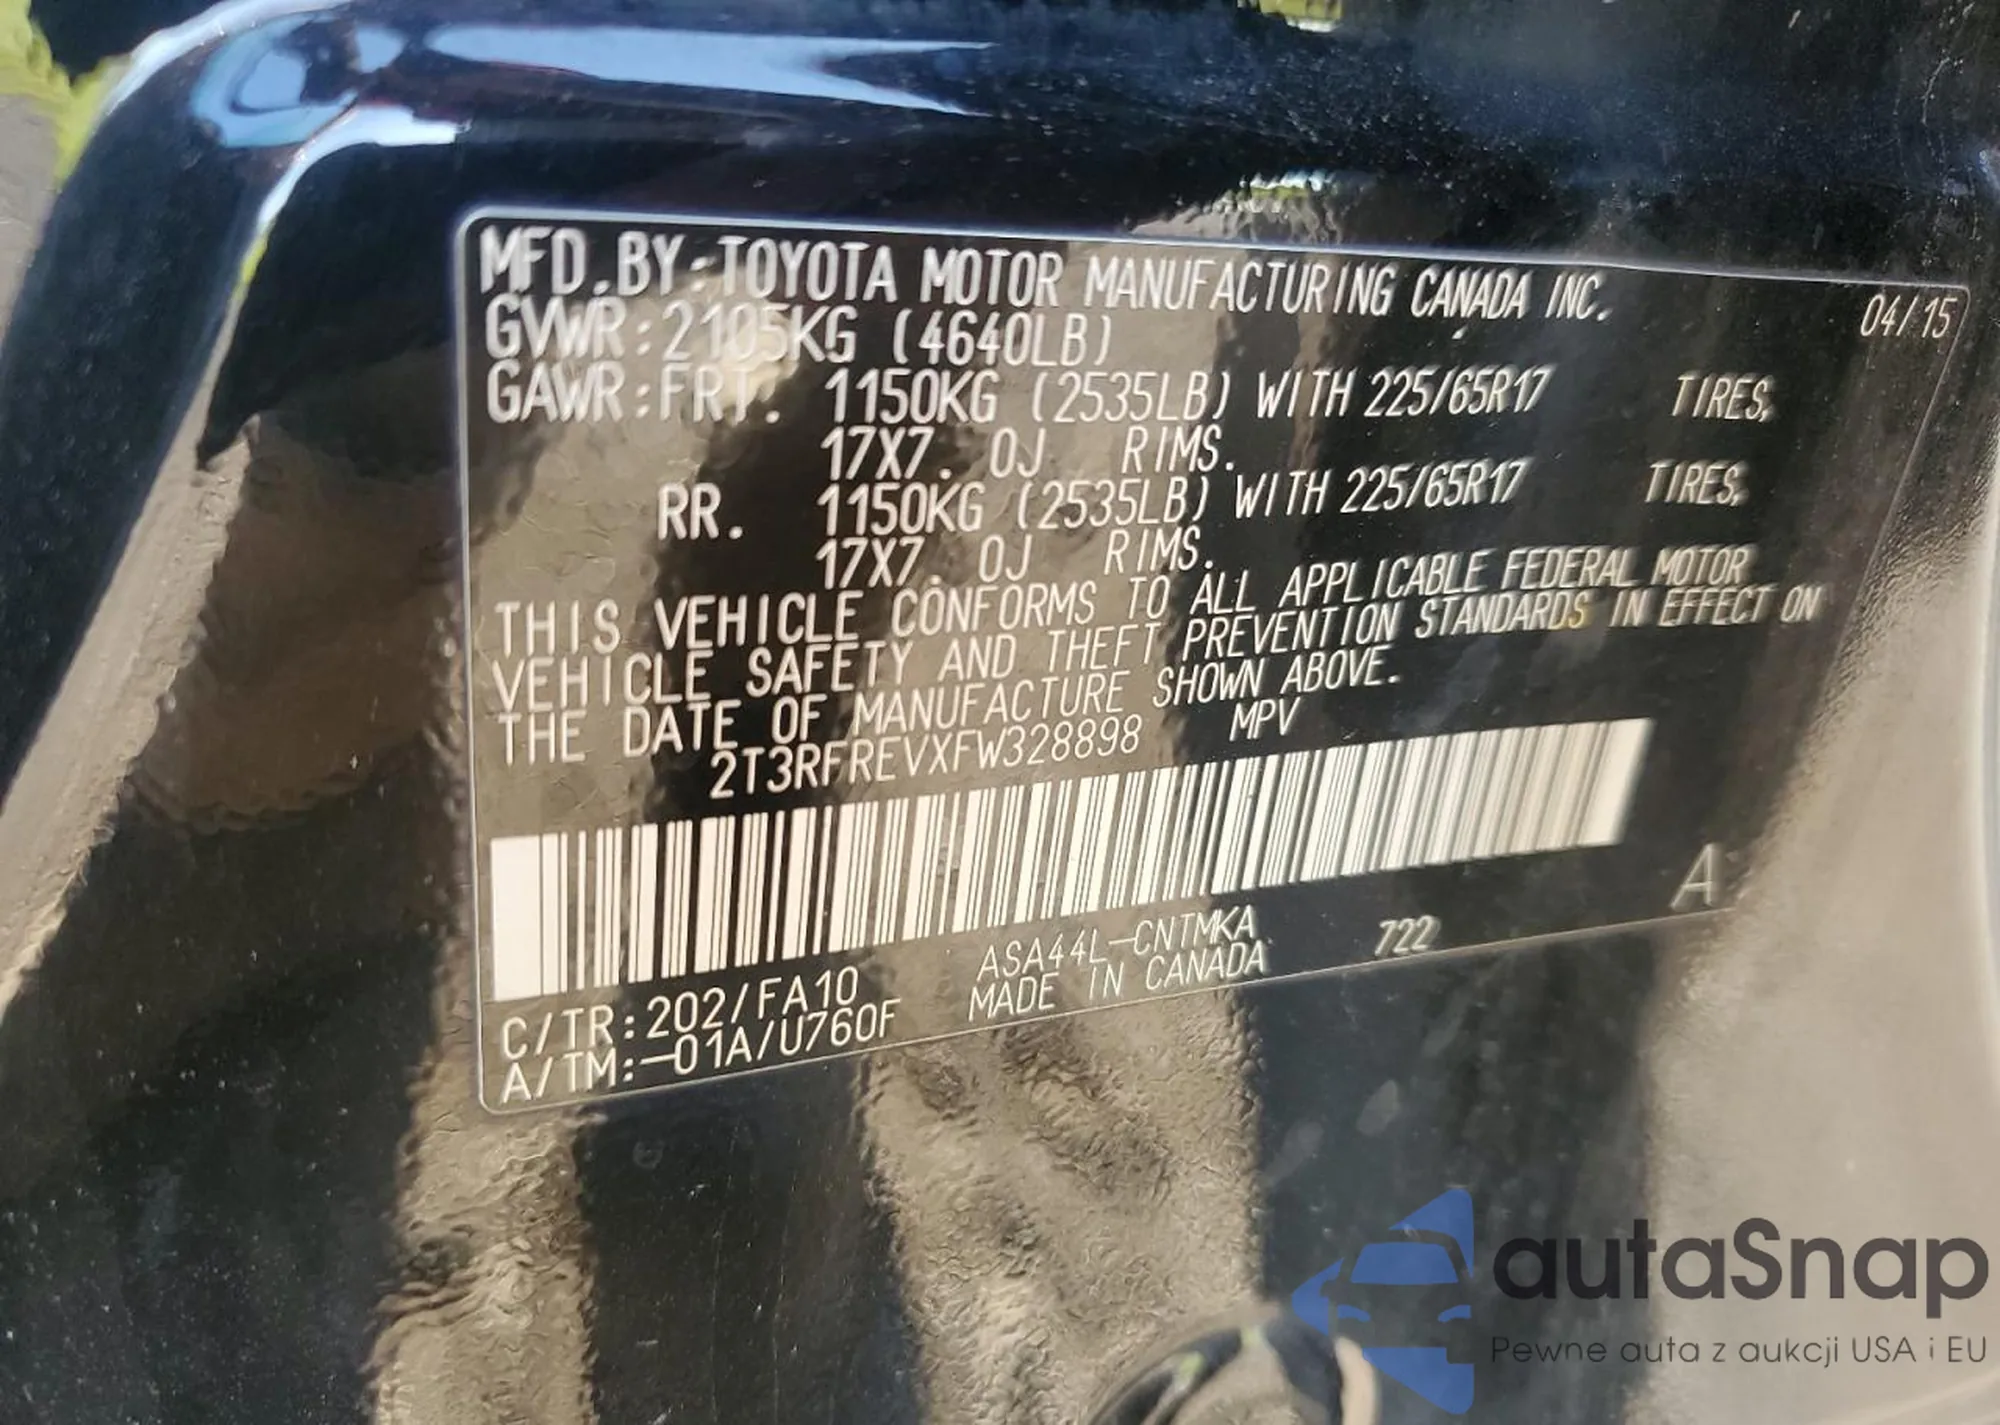 MFD.BY:TOYOTA MOTOR MANUFACTURING CANADA INC. 04/15
GVWR:2105KG (4640LB)
GAWR:FRT. 1150KG (2535LB) WITH 225/65R17 TIRES,
17X7.0J RIMS.
RR. 1150KG (2535LB) WITH 225/65R17 TIRES,
17X7.0J RIMS.
THIS VEHICLE CONFORMS TO ALL APPLICABLE FEDERAL MOTOR
VEHICLE SAFETY AND THEFT PREVENTION STANDARDS IN EFFECT ON
THE DATE OF MANUFACTURE SHOWN ABOVE.
2T3RFREVXFW328898 MPV
A
ASA44L-CNTMKA 722
C/TR:202/FA10 MADE IN CANADA
A/TM:-01A/U760F
autaSnap
Pewne auta z aukcji USA i EU